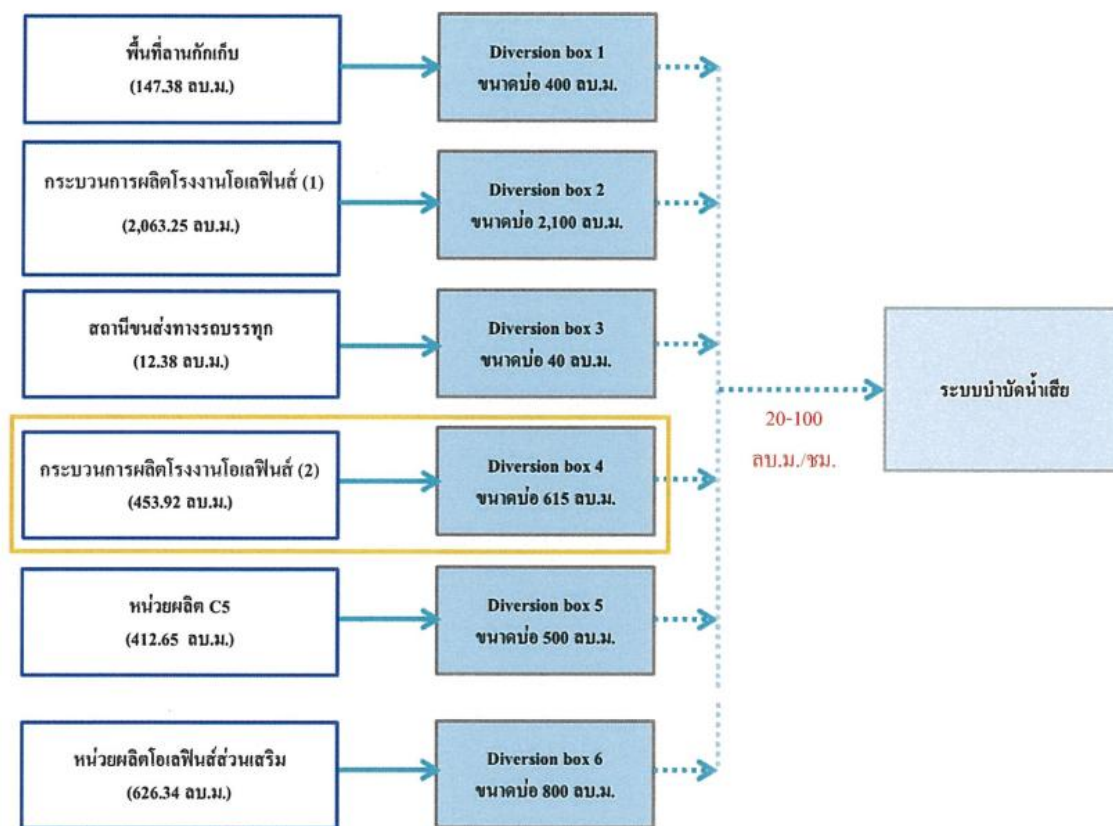 พื้นที่ลานกักเก็บ
(147.38 ลบ.ม.)
Diversion box 1
ขนาดบ่อ 400 ลบ.ม.
กระบวนการผลิตโรงงานโอเลฟินส์ (1)
(2,063.25 ลบ.ม.)
Diversion box 2
ขนาดบ่อ 2,100 ลบ.ม.
สถานีขนส่งทางรถบรรทุก
(12.38 ลบ.ม.)
Diversion box 3
ขนาดบ่อ 40 ลบ.ม.
กระบวนการผลิตโรงงานโอเลฟินส์ (2)
(453.92 ลบ.ม.)
Diversion box 4
ขนาดบ่อ 615 ลบ.ม.
หน่วยผลิต C5
(412.65 ลบ.ม.)
Diversion box 5
ขนาดบ่อ 500 ลบ.ม.
หน่วยผลิตโอเลฟินส์ส่วนเสริม
(626.34 ลบ.ม.)
Diversion box 6
ขนาดบ่อ 800 ลบ.ม.
20-100
ลบ.ม./ชม.
ระบบบำบัดน้ำเสีย